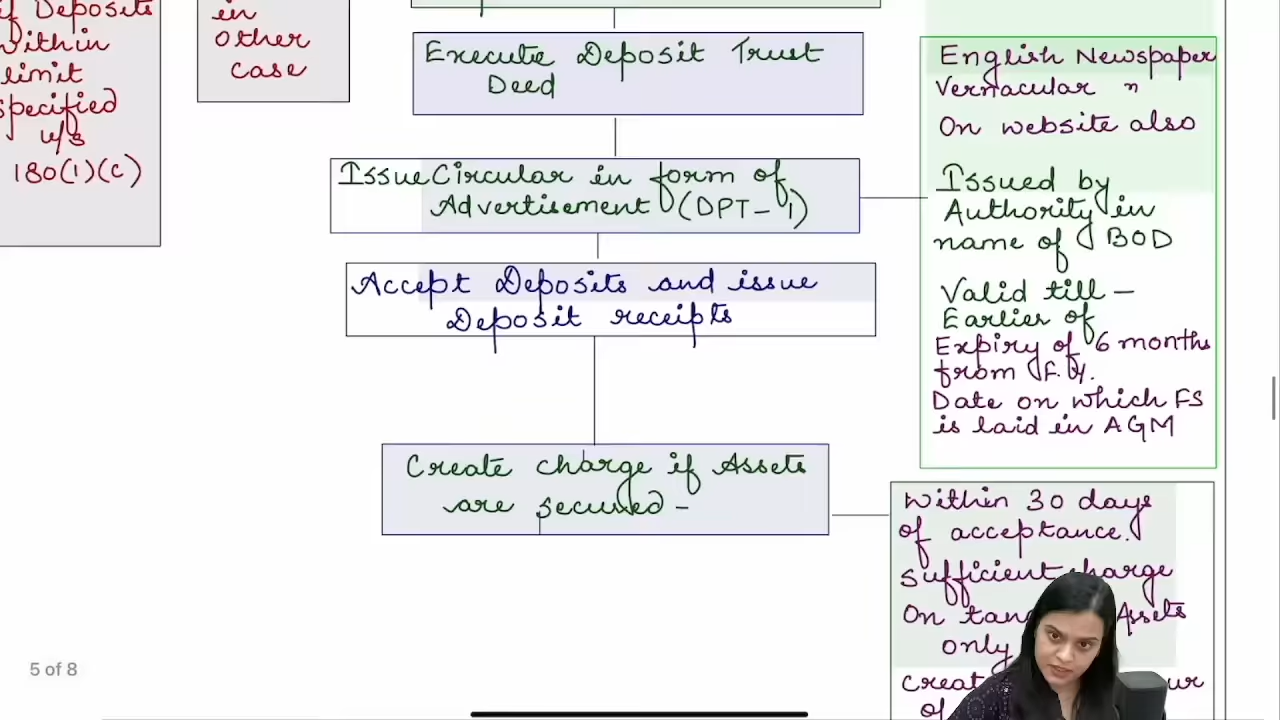 if Deposits
within
limit
specified
u/s
180(1)(c)
in
other
case
Execute Deposit Trust
Deed
Issue Circular in form of
Advertisement (DPT-1)
Accept Deposits and issue
Deposit receipts
Create charge if Assets
are secured -
English Newspaper
Vernacular "
On website also
Issued by
Authority in
name of BOD
Valid till -
Earlier of
Expiry of 6 months
from F.Y.
Date on which FS
is laid in AGM
Within 30 days
of acceptance.
Sufficient charge
On Assets
only
of
5 of 8